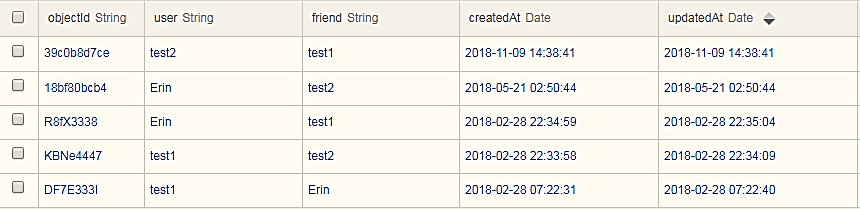 objectId String user String friend String createdAt Date updatedAt Date
39c0b8d7ce test2 test1 2018-11-09 14:38:41 2018-11-09 14:38:41
18bf80bcb4 Erin test2 2018-05-21 02:50:44 2018-05-21 02:50:44
R8fX3338 Erin test1 2018-02-28 22:34:59 2018-02-28 22:35:04
KBNe4447 test1 test2 2018-02-28 22:33:58 2018-02-28 22:34:09
DF7E333I test1 Erin 2018-02-28 07:22:31 2018-02-28 07:22:40